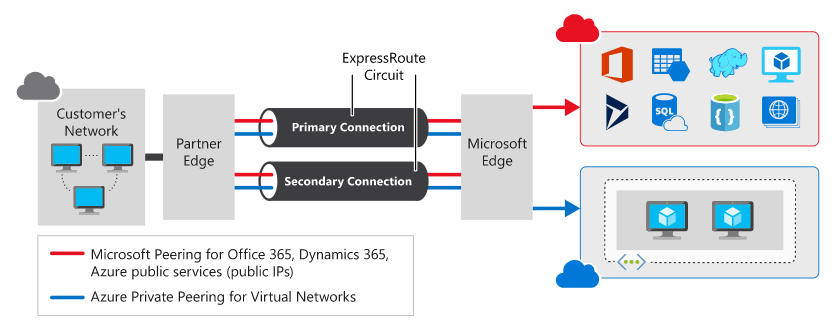 ExpressRoute
Circuit
Customer's
Network
Partner
Edge
Primary Connection
Secondary Connection
Microsoft
Edge
SQL
{ }
Microsoft Peering for Office 365, Dynamics 365,
Azure public services (public IPs)
Azure Private Peering for Virtual Networks